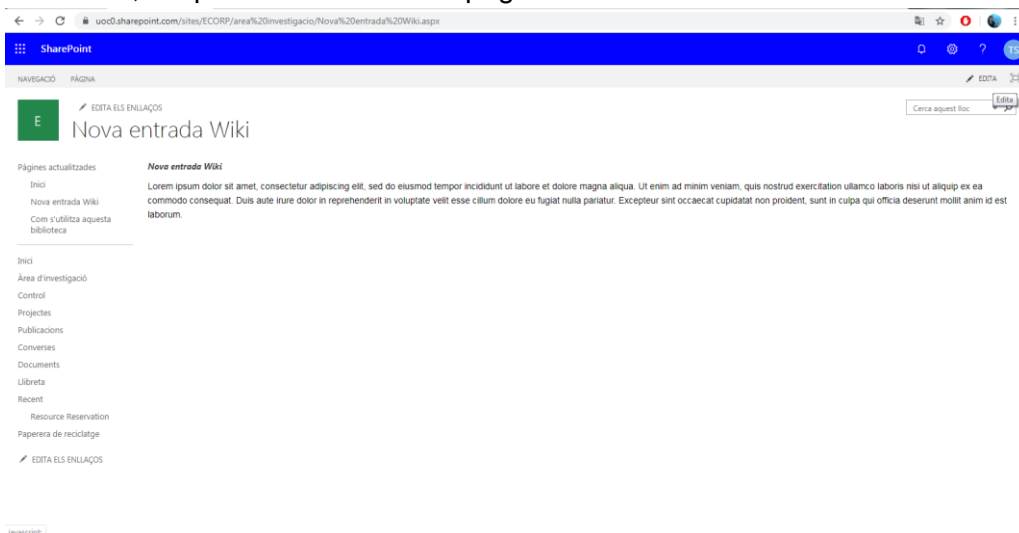 uoc0.sharepoint.com/sites/ECORP/area%20investigacio/Nova%20entrada%20Wiki.aspx
SharePoint
TS
NAVEGACIÓ PÀGINA
EDITA
EDITA ELS ENLLAÇOS
Cerca aquest lloc
Edita
E
Nova entrada Wiki
Pàgines actualitzades
Inici
Nova entrada Wiki
Com s'utilitza aquesta
biblioteca
Inici
Àrea d'investigació
Control
Projectes
Publicacions
Converses
Documents
Llibreta
Recent
Resource Reservation
Paperera de reciclatge
EDITA ELS ENLLAÇOS
Nova entrada Wiki
Lorem ipsum dolor sit amet, consectetur adipiscing elit, sed do eiusmod tempor incididunt ut labore et dolore magna aliqua. Ut enim ad minim veniam, quis nostrud exercitation ullamco laboris nisi ut aliquip ex ea
commodo consequat. Duis aute irure dolor in reprehenderit in voluptate velit esse cillum dolore eu fugiat nulla pariatur. Excepteur sint occaecat cupidatat non proident, sunt in culpa qui officia deserunt mollit anim id est
laborum.